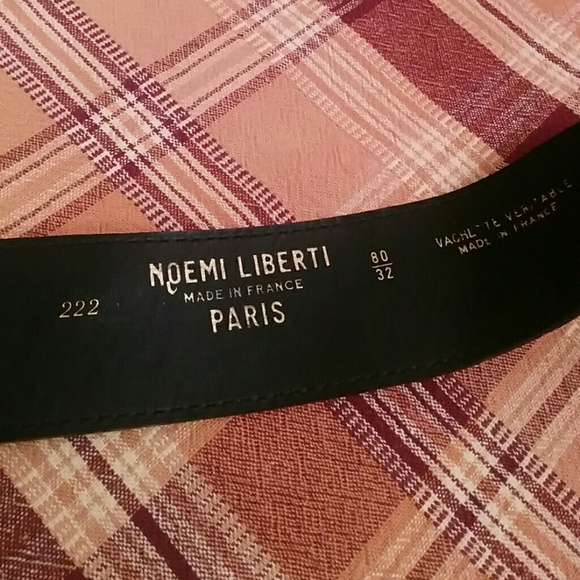 222
NOEMI LIBERTI
MADE IN FRANCE
PARIS
80
32
VACHETTE VERITABLE
MADE IN FRANCE